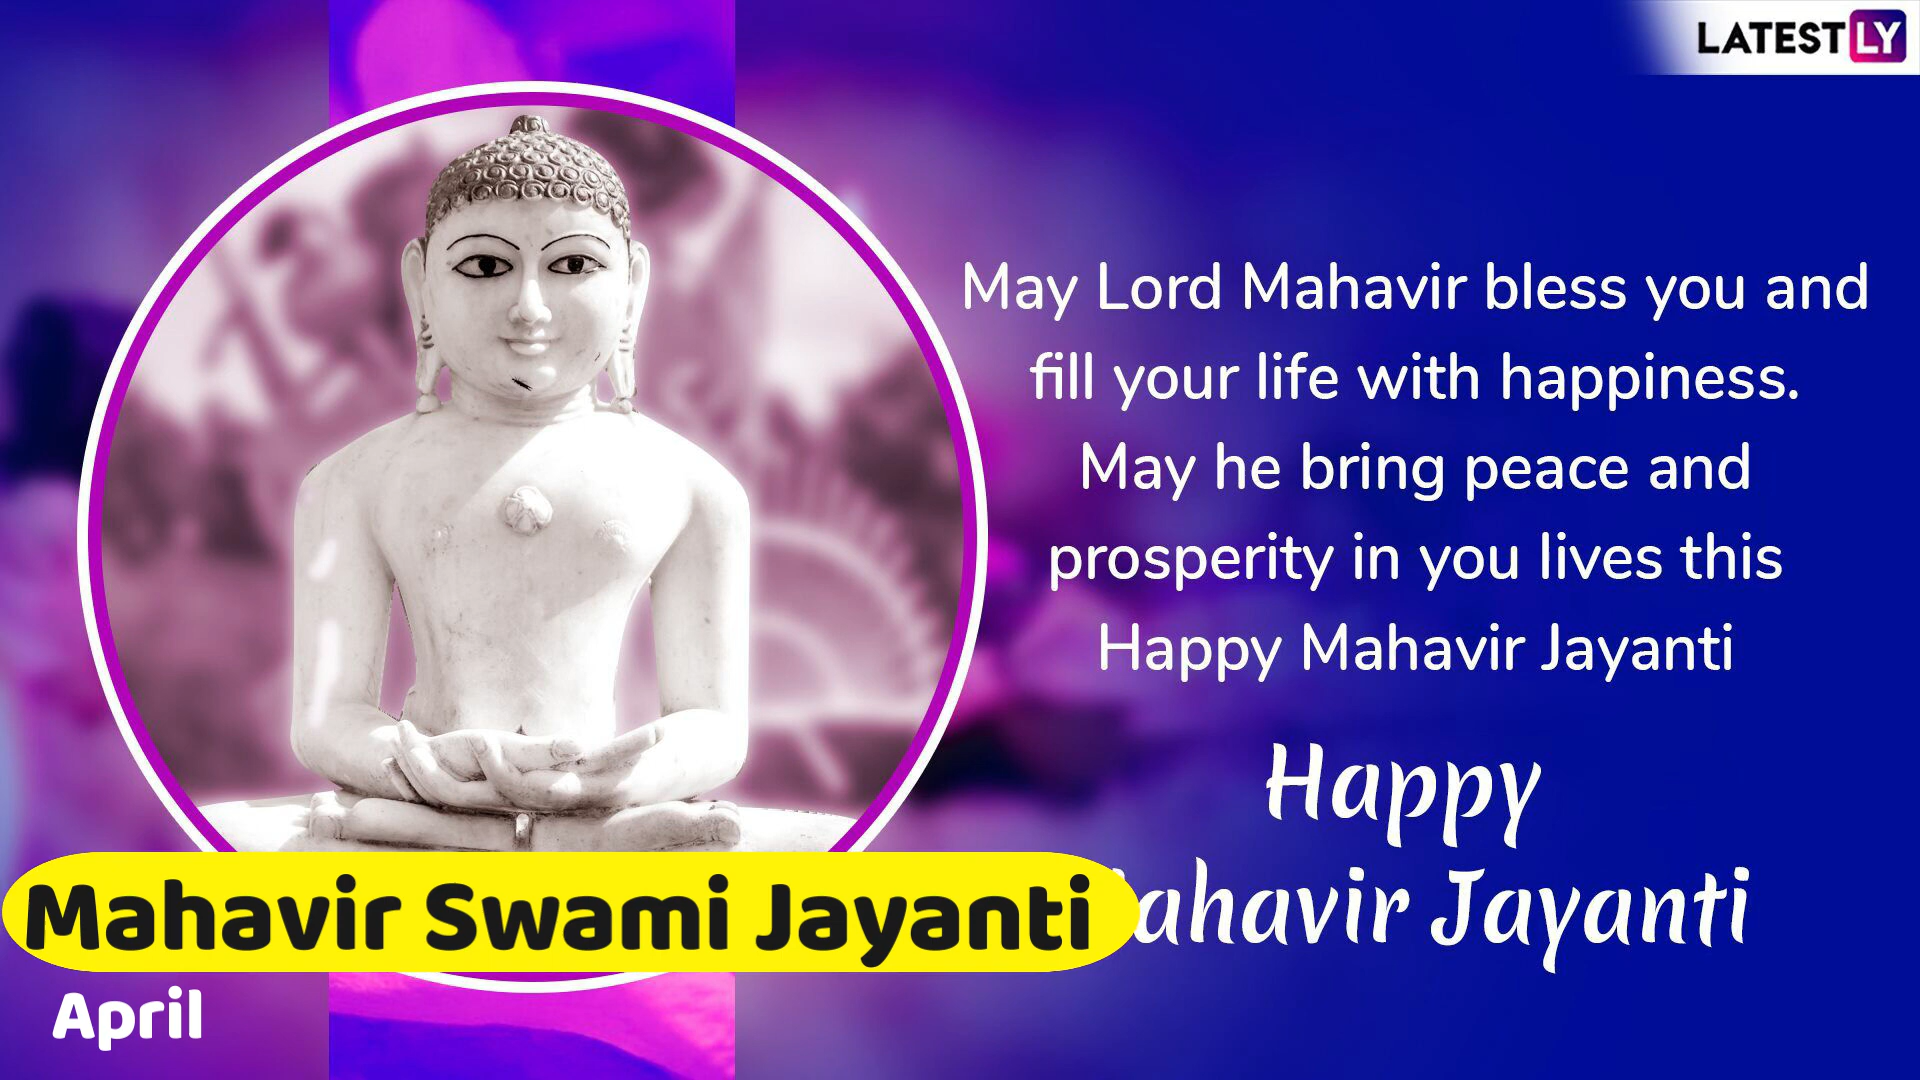 LATESTLY
May Lord Mahavir bless you and
fill your life with happiness.
May he bring peace and
prosperity in you lives this
Happy Mahavir Jayanti
Happy
ahavir Jayanti
Mahavir Swami Jayanti
April